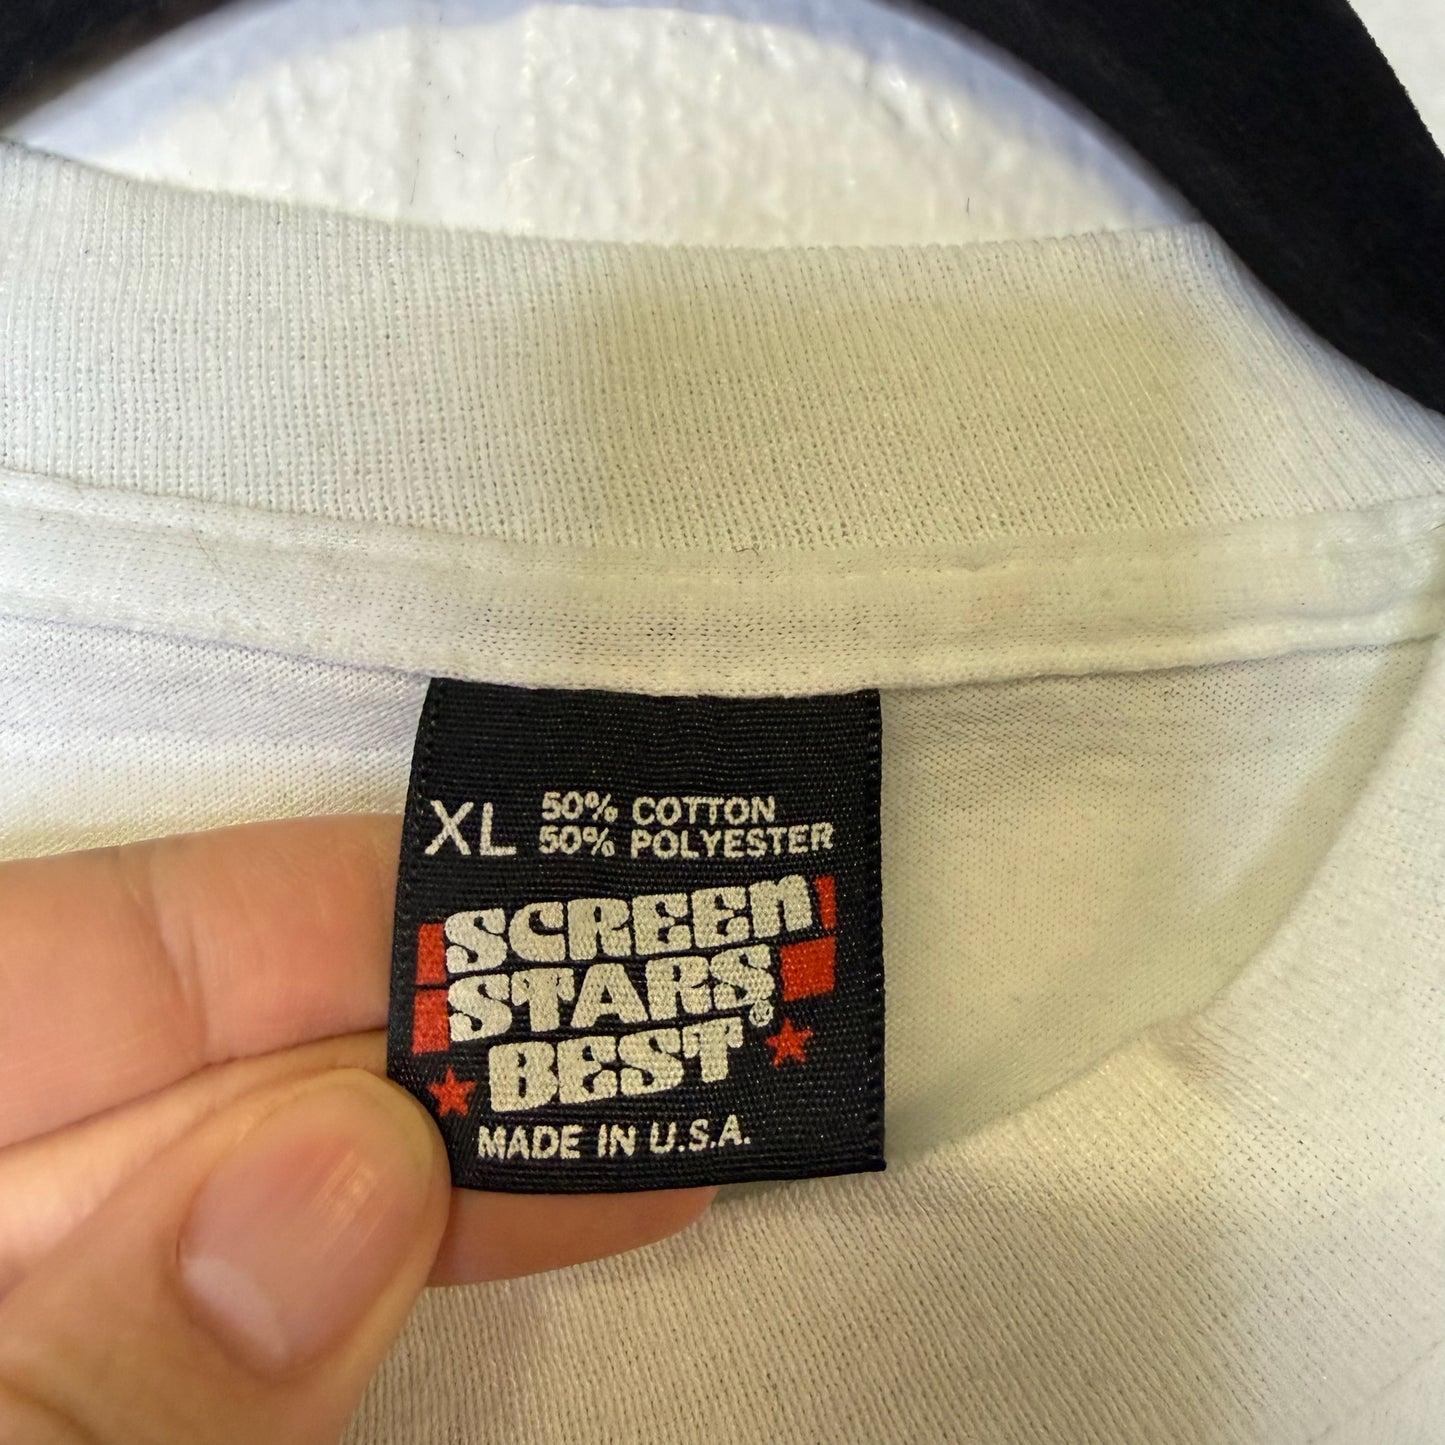 XL 50% COTTON
50% POLYESTER
SCREEn
STARS®
BEST
MADE IN U.S.A.